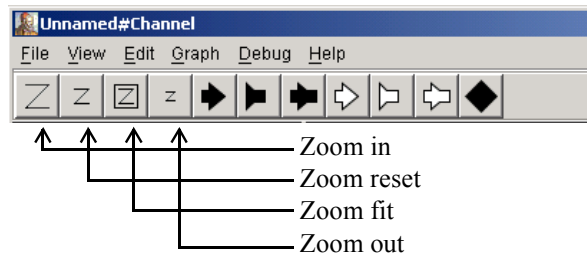 Unnamed#Channel
File View Edit Graph Debug Help
Z Z Z z
Zoom in
Zoom reset
Zoom fit
Zoom out